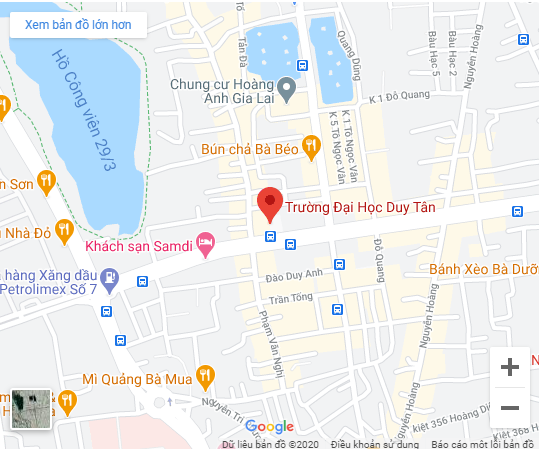 Xem bản đồ lớn hơn
Tản Đà
Quang Dũng
Bàu Hạc 5
Bàu Hạc 2
Nguyễn Hoàng
Hồ Công viên 29/3
Chung cư Hoàng
Anh Gia Lai
K 1 Đỗ Quang
K 1 Tô Ngọc Vân
K 5 Tô Ngọc Vân
Bún chả Bà Béo
n Sơn
Trường Đại Học Duy Tân
Nhà Đỏ
Khách sạn Samdi
Đỗ Quang
hàng Xăng dầu
Petrolimex Số 7
Đào Duy Anh
Bánh Xèo Bà Dưỡ
Trần Tống
Phạm Văn Nghị
Nguyễn Hoàng
Mì Quảng Bà Mua
Nguyễn Tri
kiệt 356 Hoàng Di
Google
Dữ liệu bản đồ ©2020
Điều khoản sử dụng
Báo cáo một lỗi bản đồ